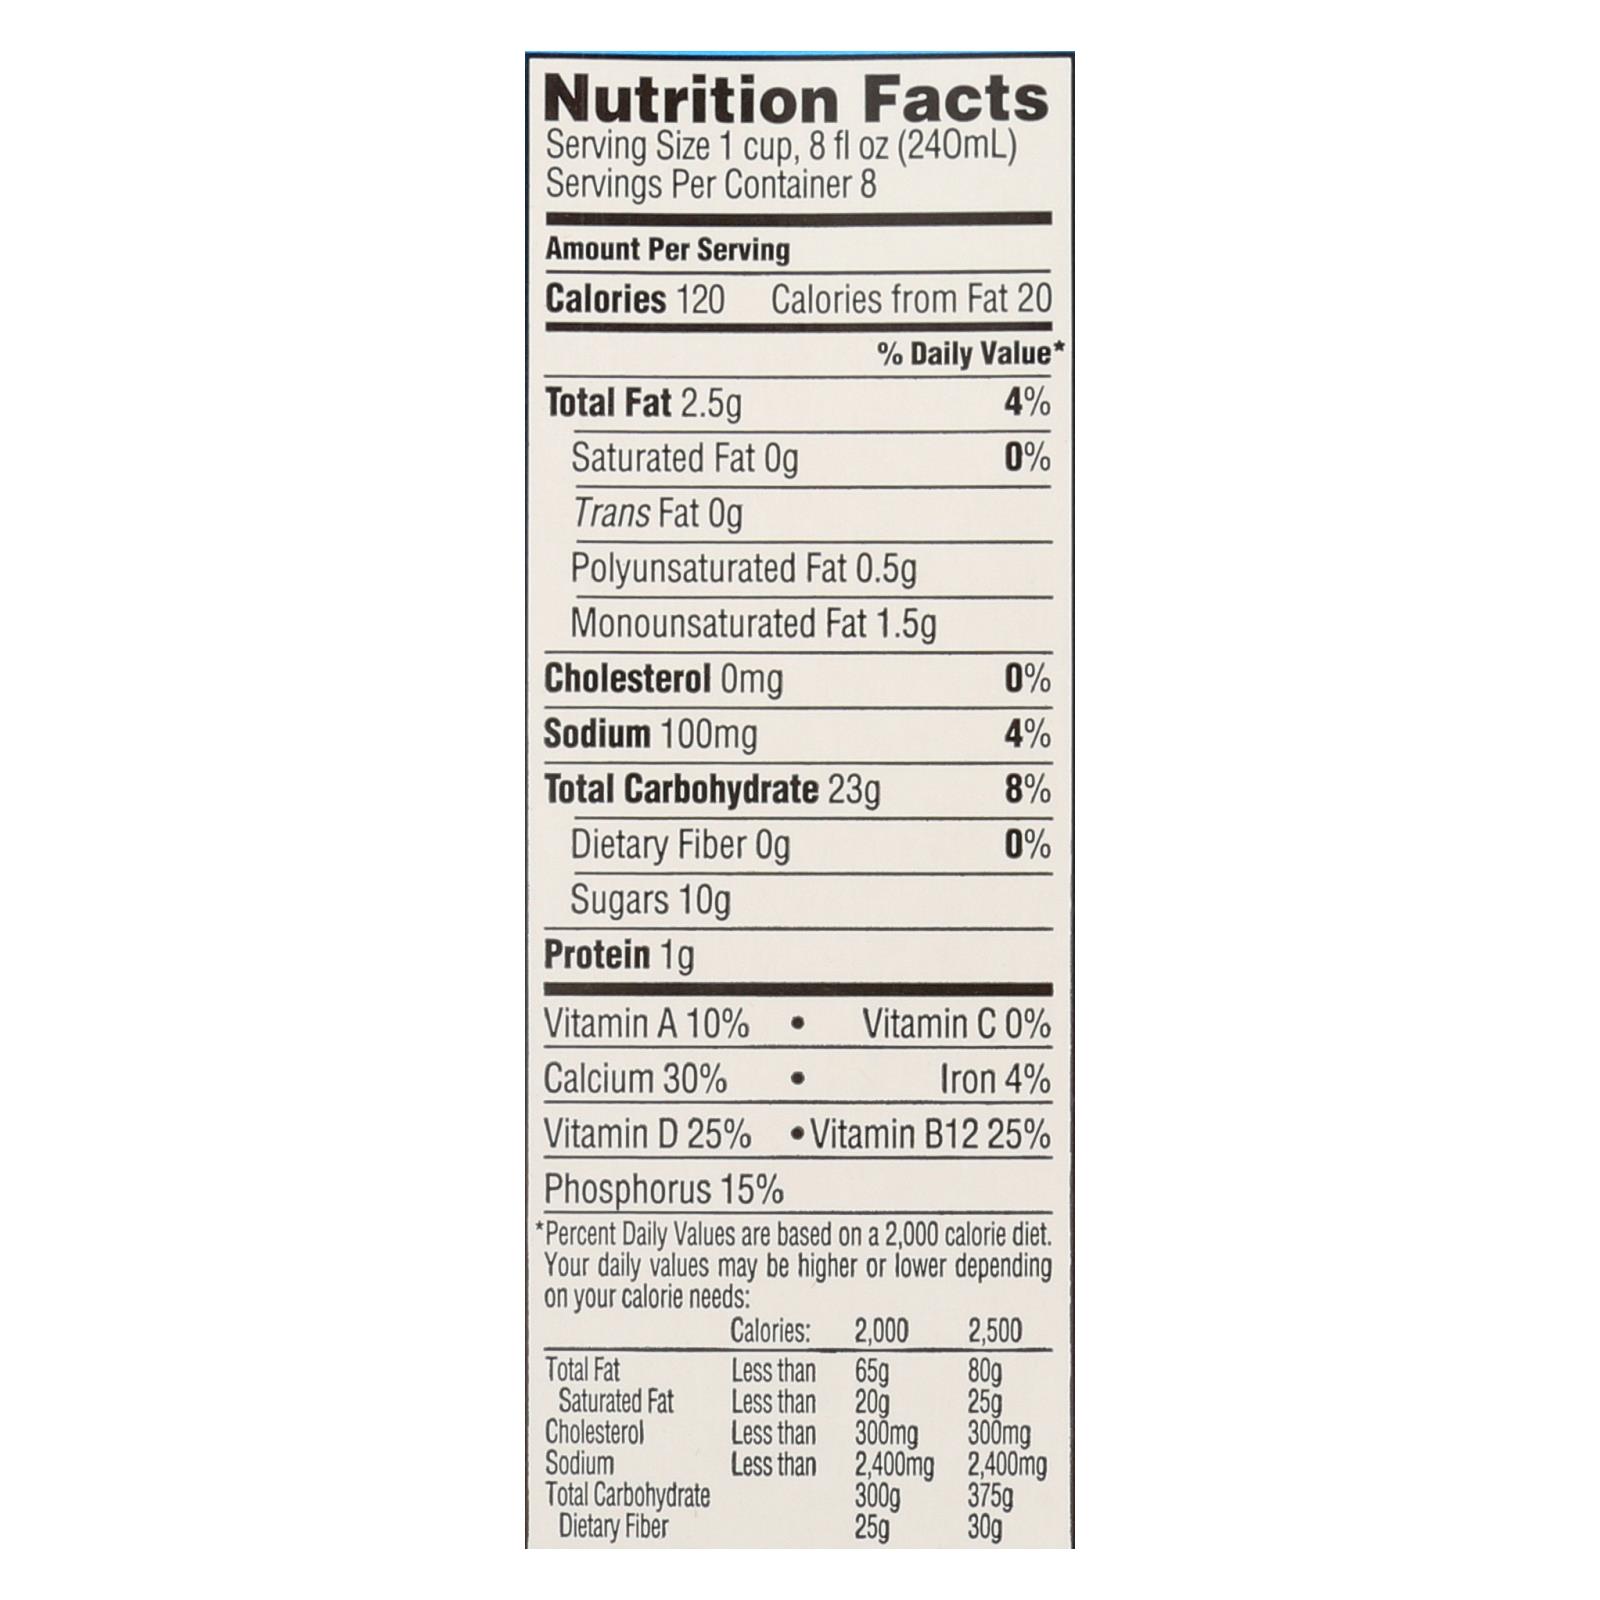 Nutrition Facts
Serving Size 1 cup, 8 fl oz (240mL)
Servings Per Container 8
Amount Per Serving
Calories 120 Calories from Fat 20
% Daily Value*
Total Fat 2.5g 4%
Saturated Fat 0g 0%
Trans Fat 0g
Polyunsaturated Fat 0.5g
Monounsaturated Fat 1.5g
Cholesterol 0mg 0%
Sodium 100mg 4%
Total Carbohydrate 23g 8%
Dietary Fiber 0g 0%
Sugars 10g
Protein 1g
Vitamin A 10% • Vitamin C 0%
Calcium 30% • Iron 4%
Vitamin D 25% • Vitamin B12 25%
Phosphorus 15%
*Percent Daily Values are based on a 2,000 calorie diet.
Your daily values may be higher or lower depending
on your calorie needs:
Calories: 2,000 2,500
Total Fat Less than 65g 80g
Saturated Fat Less than 20g 25g
Cholesterol Less than 300mg 300mg
Sodium Less than 2,400mg 2,400mg
Total Carbohydrate 300g 375g
Dietary Fiber 25g 30g